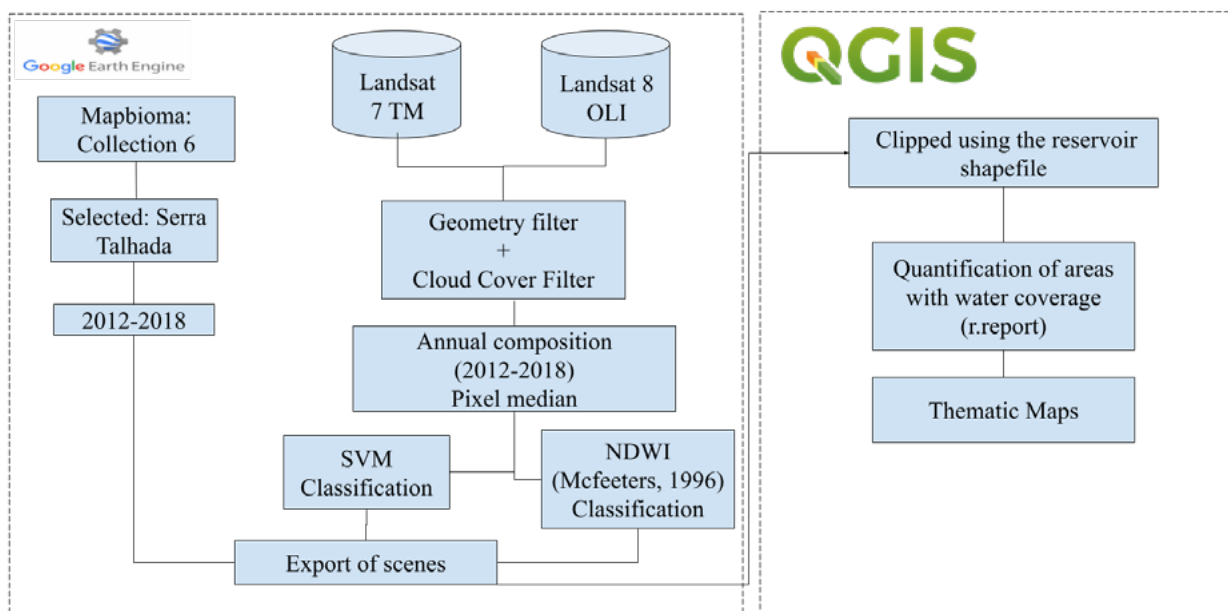 Google Earth Engine
Mapbioma:
Collection 6
Selected: Serra
Talhada
2012-2018
Landsat
7 TM
Landsat 8
OLI
Geometry filter
+
Cloud Cover Filter
Annual composition
(2012-2018)
Pixel median
SVM
Classification
NDWI
(Mcfeeters, 1996)
Classification
Export of scenes
QGIS
Clipped using the reservoir
shapefile
Quantification of areas
with water coverage
(r.report)
Thematic Maps